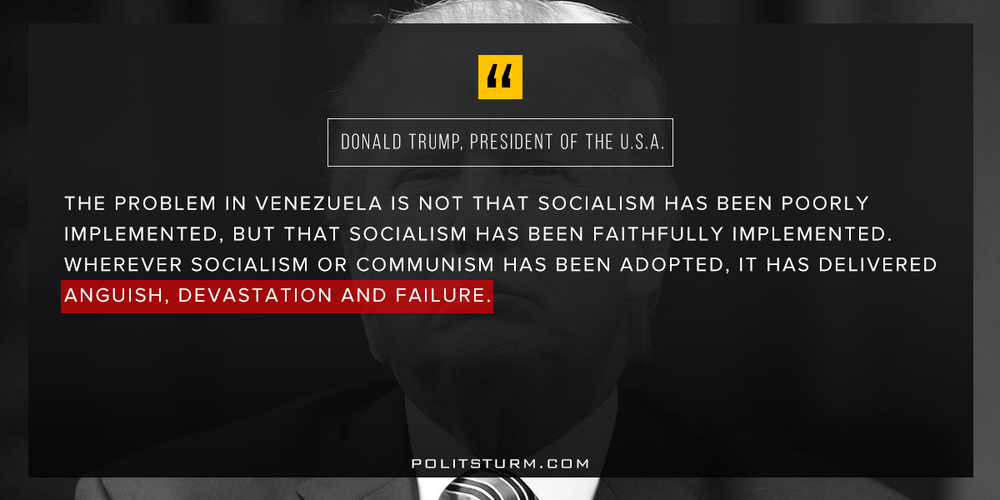 “
DONALD TRUMP, PRESIDENT OF THE U.S.A.
THE PROBLEM IN VENEZUELA IS NOT THAT SOCIALISM HAS BEEN POORLY
IMPLEMENTED, BUT THAT SOCIALISM HAS BEEN FAITHFULLY IMPLEMENTED.
WHEREVER SOCIALISM OR COMMUNISM HAS BEEN ADOPTED, IT HAS DELIVERED
ANGUISH, DEVASTATION AND FAILURE.
POLITSTURM.COM